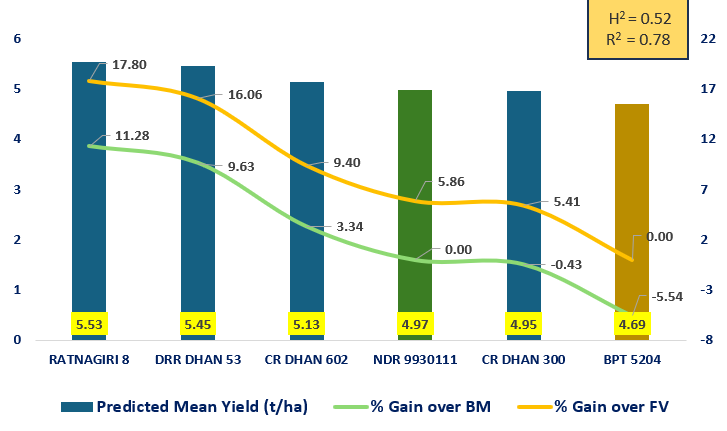 H² = 0.52
R² = 0.78
6
5
4
3
2
1
0
22
17
12
7
2
-3
-8
17.80
16.06
9.40
5.86
5.41
0.00
11.28
9.63
3.34
0.00
-0.43
-5.54
5.53
5.45
5.13
4.97
4.95
4.69
RATNAGIRI 8
DRR DHAN 53
CR DHAN 602
NDR 9930111
CR DHAN 300
BPT 5204
Predicted Mean Yield (t/ha)
% Gain over BM
% Gain over FV